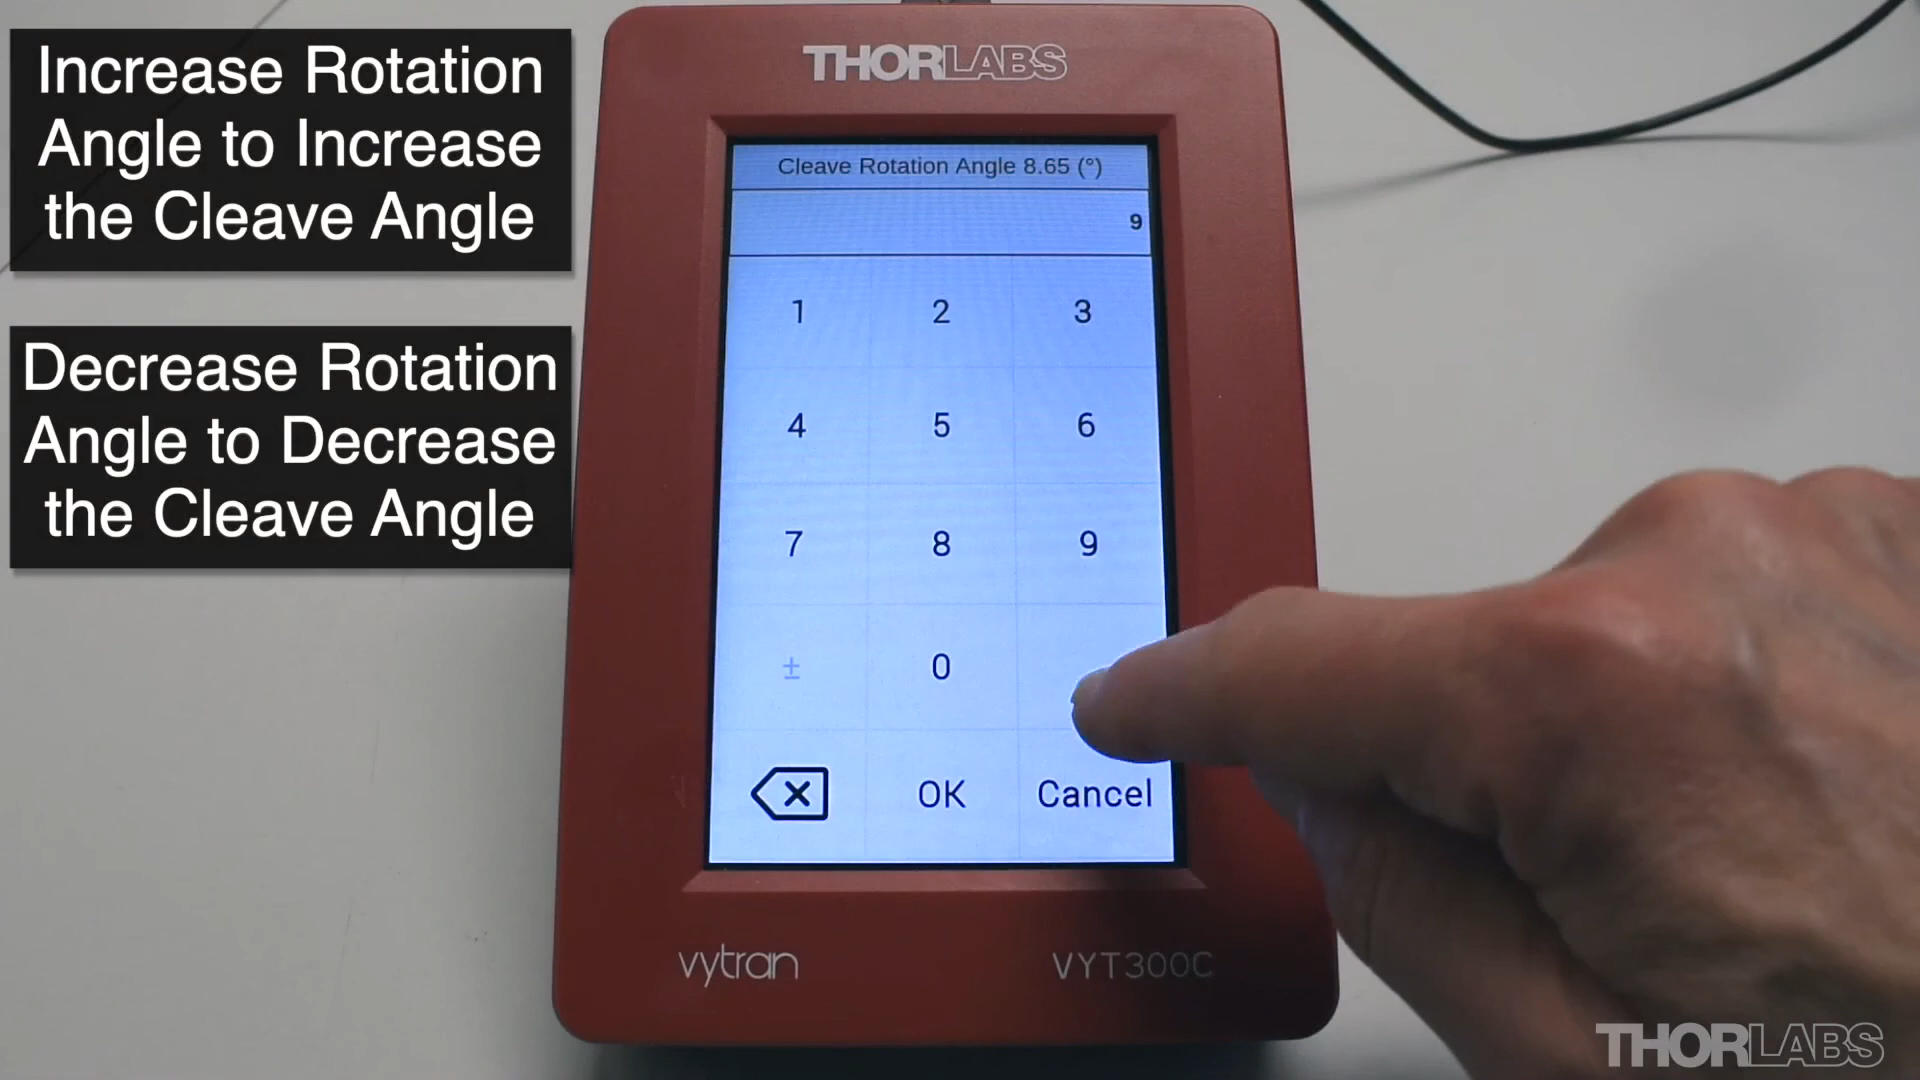 Increase Rotation
Angle to Increase
the Cleave Angle
Decrease Rotation
Angle to Decrease
the Cleave Angle
THORLABS
Cleave Rotation Angle 8.65 (°)
9
1 2 3
4 5 6
7 8 9
± 0
OK Cancel
vytran VYT300C
THORLABS